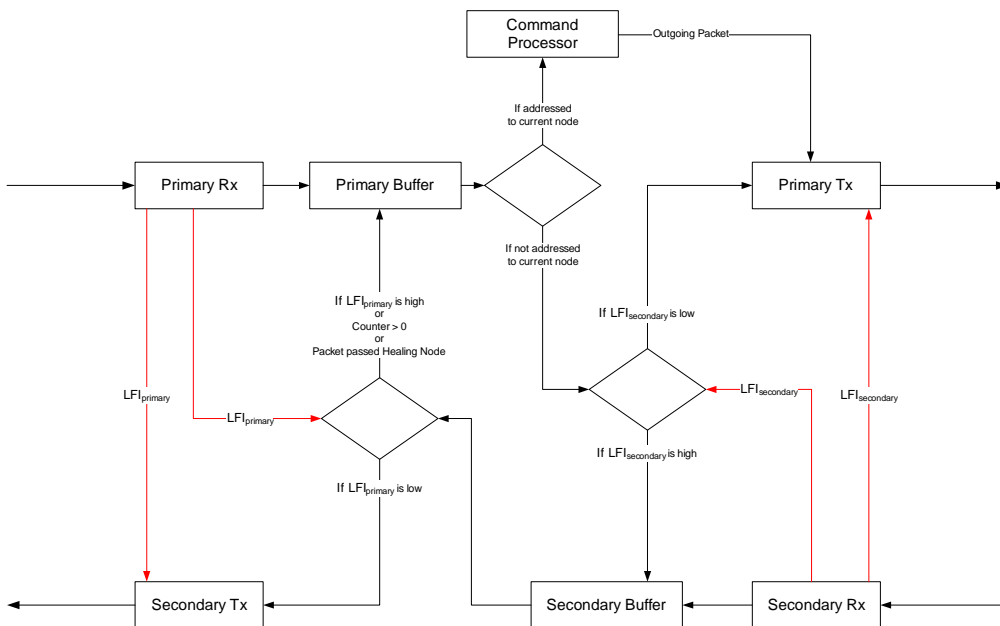 Command
Processor
Outgoing Packet
If addressed
to current node
Primary Rx
Primary Buffer
Primary Tx
If not addressed
to current node
If LFIprimary is high
or
Counter > 0
or
Packet passed Healing Node
If LFIsecondary is low
LFIprimary
LFIprimary
LFIsecondary
LFIsecondary
If LFIsecondary is high
If LFIprimary is low
Secondary Tx
Secondary Buffer
Secondary Rx